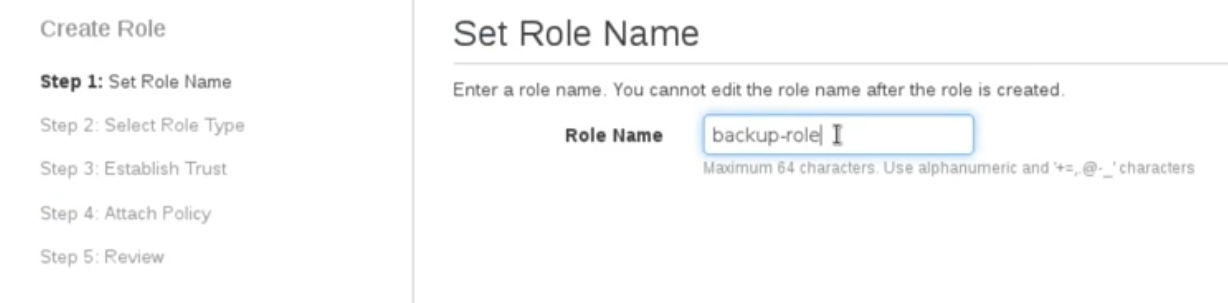 Create Role
Step 1: Set Role Name
Step 2: Select Role Type
Step 3: Establish Trust
Step 4: Attach Policy
Step 5: Review
Set Role Name
Enter a role name. You cannot edit the role name after the role is created.
Role Name backup-role
Maximum 64 characters. Use alphanumeric and '+=,.@-_' characters